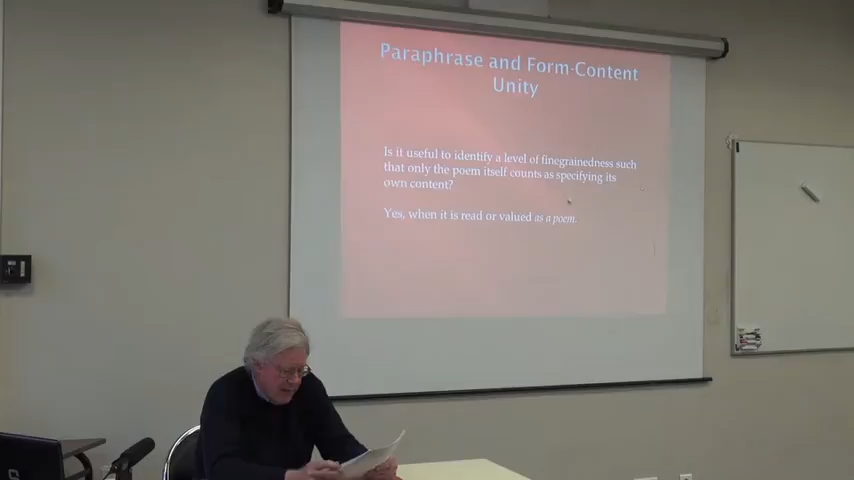 Paraphrase and Form-Content
Unity
Is it useful to identify a level of finegrainedness such
that only the poem itself counts as specifying its
own content?
Yes, when it is read or valued as a poem.